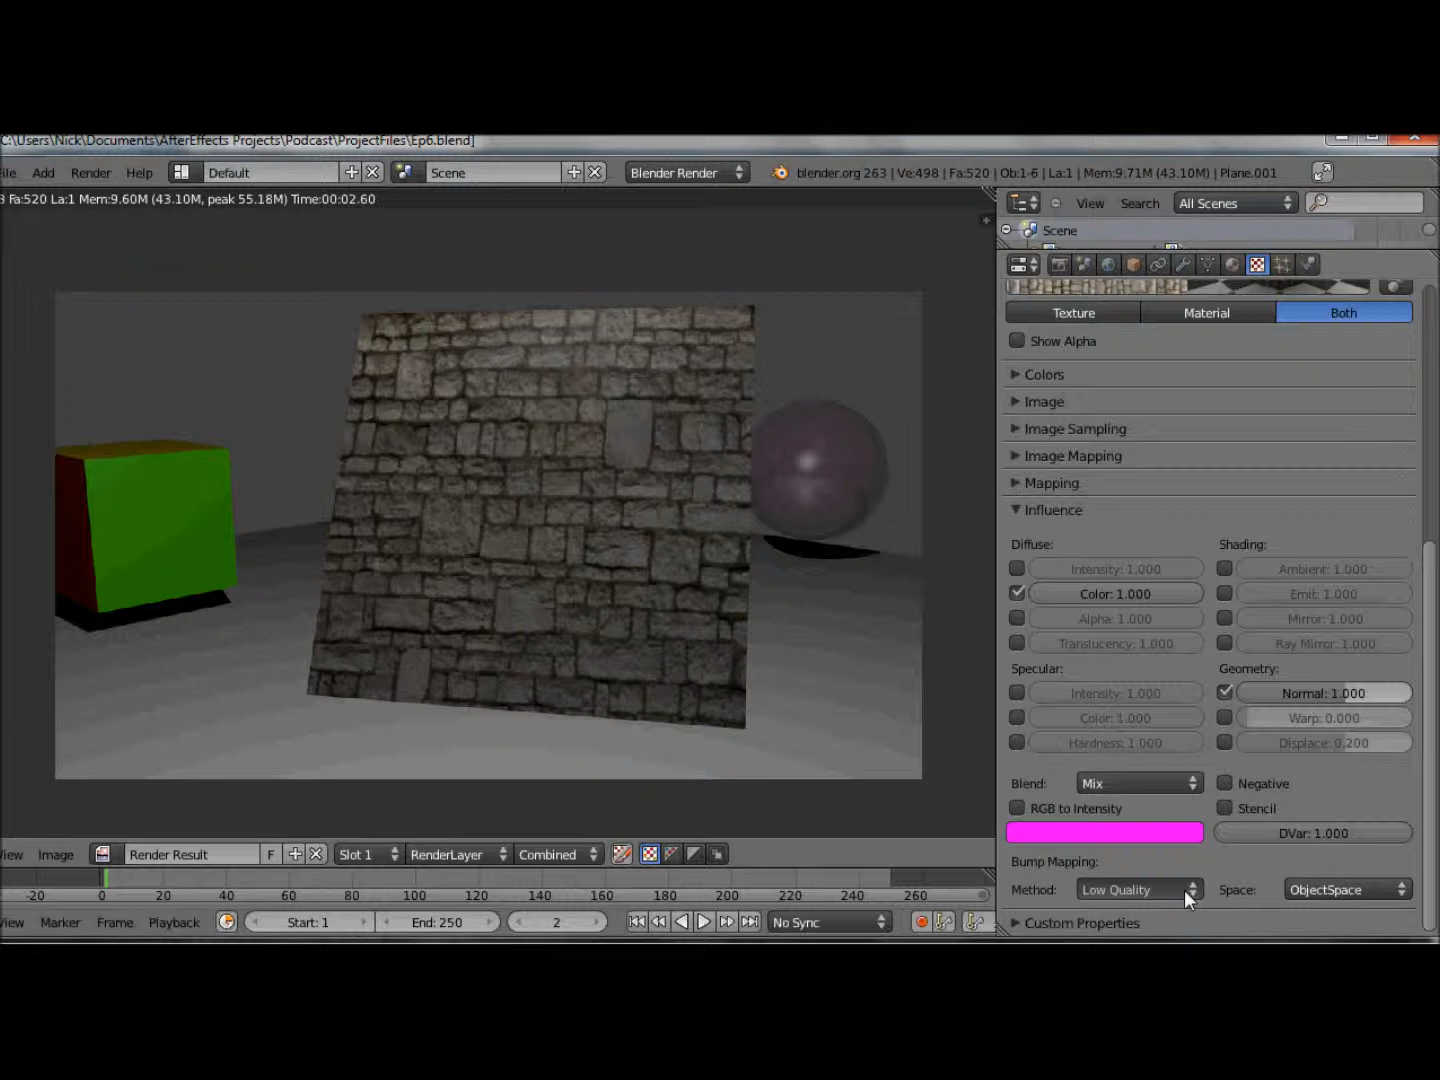 C:\Users\Nick\Documents\AfterEffects Projects\Podcast\ProjectFiles\Ep6.blend]
File Add Render Help Default Scene Blender Render blender.org 263 | Ve:498 | Fa:520 | Ob:1-6 | La:1 | Mem:9.71M (43.10M) | Plane.001
3 Fa:520 La:1 Mem:9.60M (43.10M, peak 55.18M) Time:00:02.60
View Search All Scenes
Scene
Texture Material Both
Show Alpha
Colors
Image
Image Sampling
Image Mapping
Mapping
Influence
Diffuse: Shading:
Intensity: 1.000 Ambient: 1.000
Color: 1.000 Emit: 1.000
Alpha: 1.000 Mirror: 1.000
Translucency: 1.000 Ray Mirror: 1.000
Specular: Geometry:
Intensity: 1.000 Normal: 1.000
Color: 1.000 Warp: 0.000
Hardness: 1.000 Displace: 0.200
Blend: Mix Negative
RGB to Intensity Stencil
DVar: 1.000
Bump Mapping:
Method: Low Quality Space: ObjectSpace
Custom Properties
View Image Render Result F Slot 1 RenderLayer Combined
-20 0 20 40 60 80 100 120 140 160 180 200 220 240 260
View Marker Frame Playback Start: 1 End: 250 2 No Sync